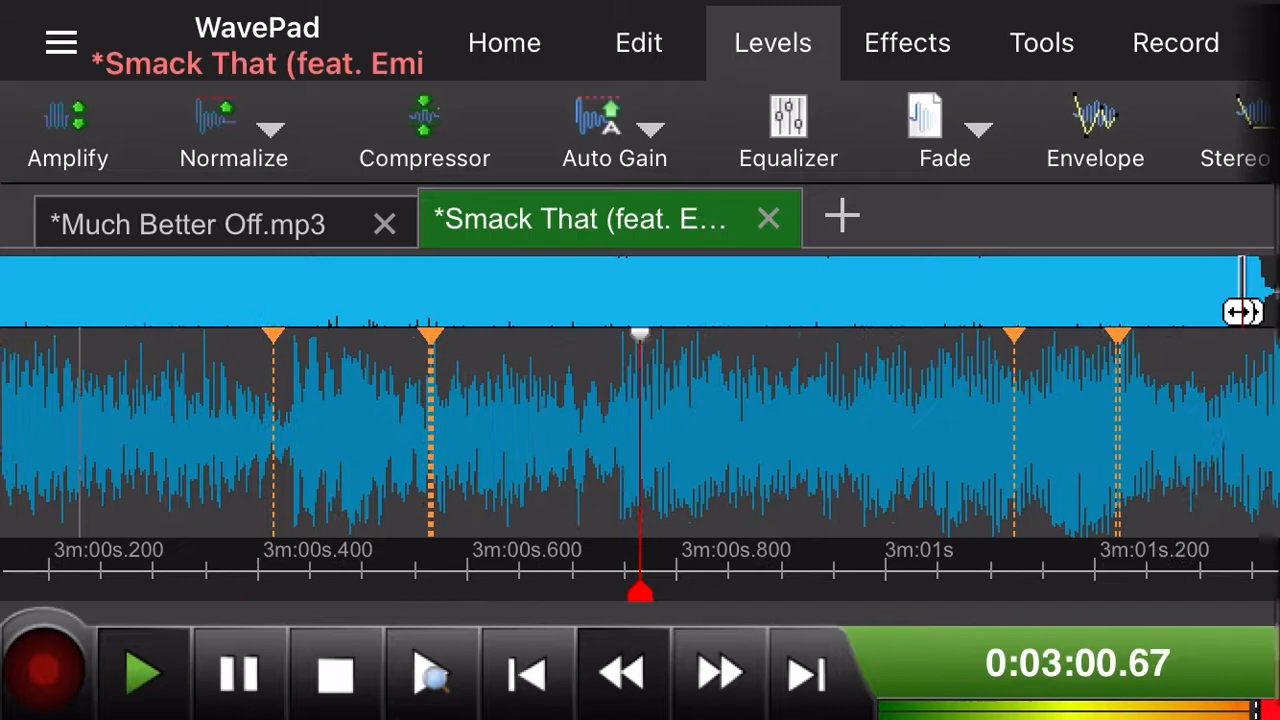 WavePad
*Smack That (feat. Emi
Home Edit Levels Effects Tools Record
Amplify Normalize Compressor Auto Gain Equalizer Fade Envelope Stereo
*Much Better Off.mp3
*Smack That (feat. E...
3m:00s.200 3m:00s.400 3m:00s.600 3m:00s.800 3m:01s 3m:01s.200
0:03:00.67